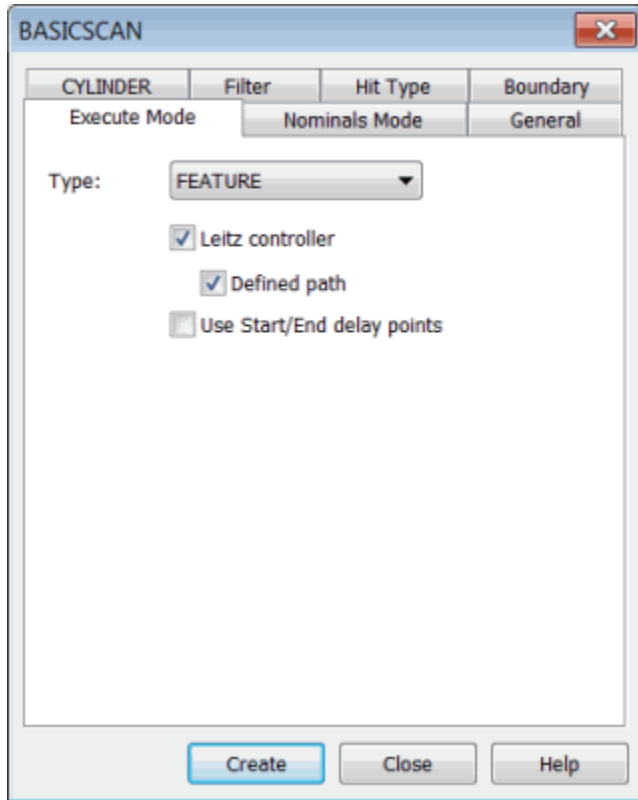 BASICSCAN
CYLINDER Filter Hit Type Boundary
Execute Mode Nominals Mode General
Type: FEATURE
Leitz controller
Defined path
Use Start/End delay points
Create Close Help